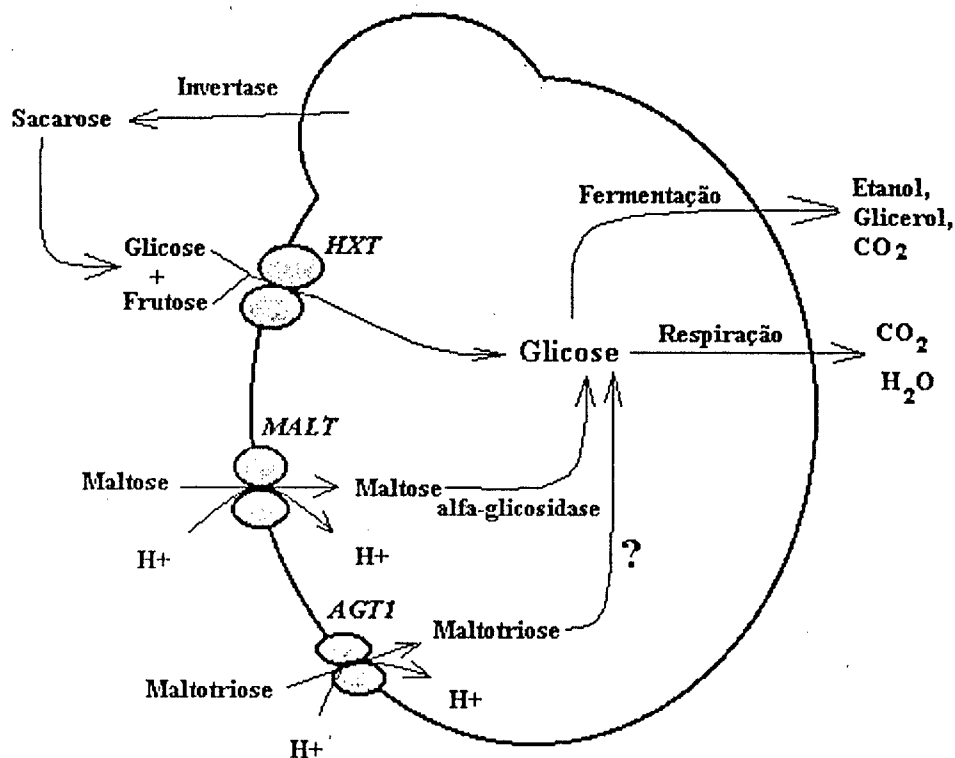 Invertase
Sacarose
Fermentação
Etanol,
Glicerol,
CO2
Glicose
+
Frutose
HXT
Glicose
Respiração
CO2
H2O
MALT
Maltose
Maltose
alfa-glicosidase
H+
H+
?
AGT1
Maltotriose
Maltotriose
H+
H+